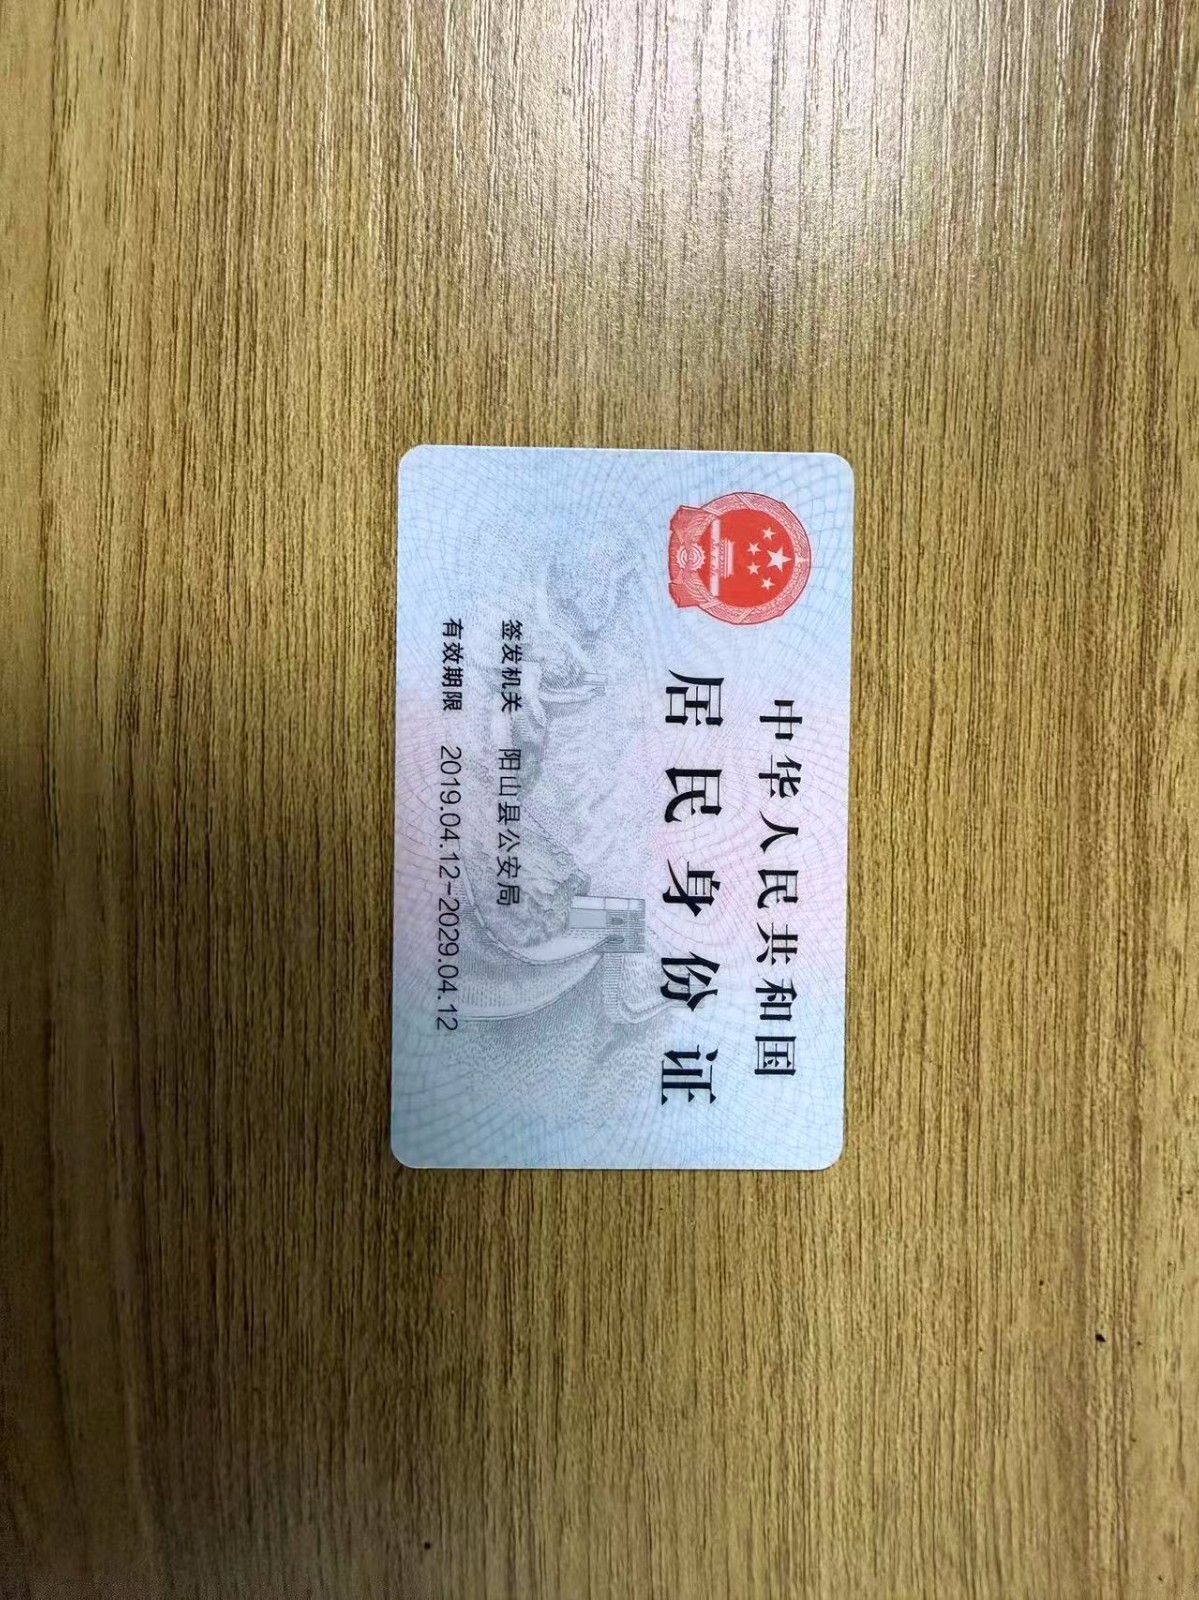 中华人民共和国
居民身份证
签发机关 阳山县公安局
有效期限 2019.04.12-2029.04.12